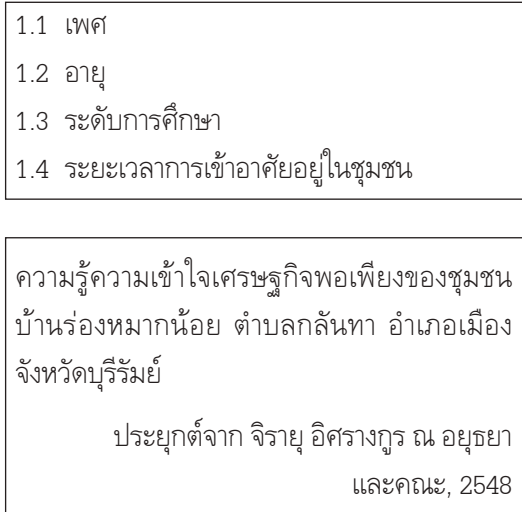 1.1 เพศ
1.2 อายุ
1.3 ระดับการศึกษา
1.4 ระยะเวลาการเข้าอาศัยอยู่ในชุมชน
ความรู้ความเข้าใจเศรษฐกิจพอเพียงของชุมชน
บ้านร่องหมากน้อย ตำบลกลันทา อำเภอเมือง
จังหวัดบุรีรัมย์
ประยุกต์จาก จิรายุ อิศรางกูร ณ อยุธยา
และคณะ, 2548